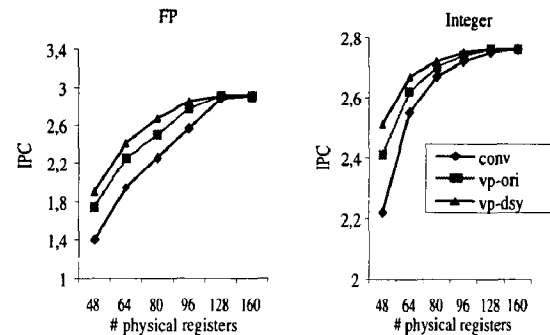 FP
3,4
3
2,6
2,2
1,8
1,4
1
IPC
48 64 80 96 128 160
# physical registers
Integer
2,8
2,6
2,4
2,2
2
IPC
conv
vp-ori
vp-dsy
48 64 80 96 128 160
# physical registers